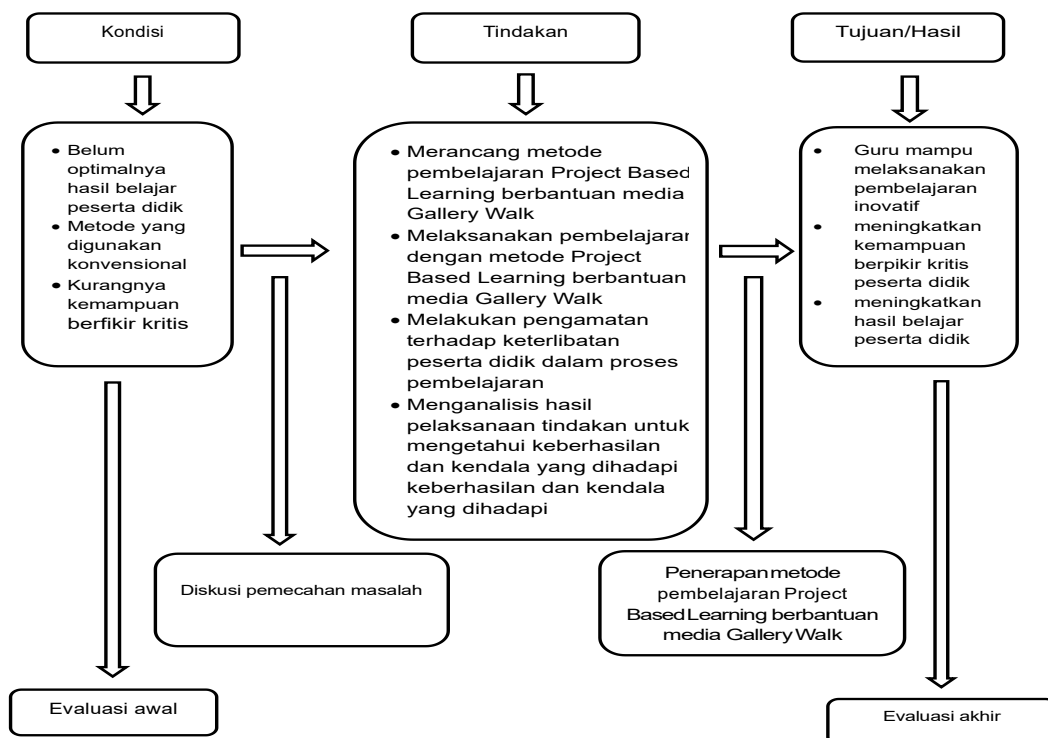 Kondisi
Tindakan
Tujuan/Hasil
• Belum
optimalnya
hasil belajar
peserta didik
• Metode yang
digunakan
konvensional
• Kurangnya
kemampuan
berfikir kritis
• Merancang metode
pembelajaran Project Based
Learning berbantuan media
Gallery Walk
• Melaksanakan pembelajaran
dengan metode Project
Based Learning berbantuan
media Gallery Walk
• Melakukan pengamatan
terhadap keterlibatan
peserta didik dalam proses
pembelajaran
• Menganalisis hasil
pelaksanaan tindakan untuk
mengetahui keberhasilan
dan kendala yang dihadapi
keberhasilan dan kendala
yang dihadapi
• Guru mampu
melaksanakan
pembelajaran
inovatif
• meningkatkan
kemampuan
berpikir kritis
peserta didik
• meningkatkan
hasil belajar
peserta didik
Diskusi pemecahan masalah
Penerapan metode
pembelajaran Project
Based Learning berbantuan
media Gallery Walk
Evaluasi awal
Evaluasi akhir